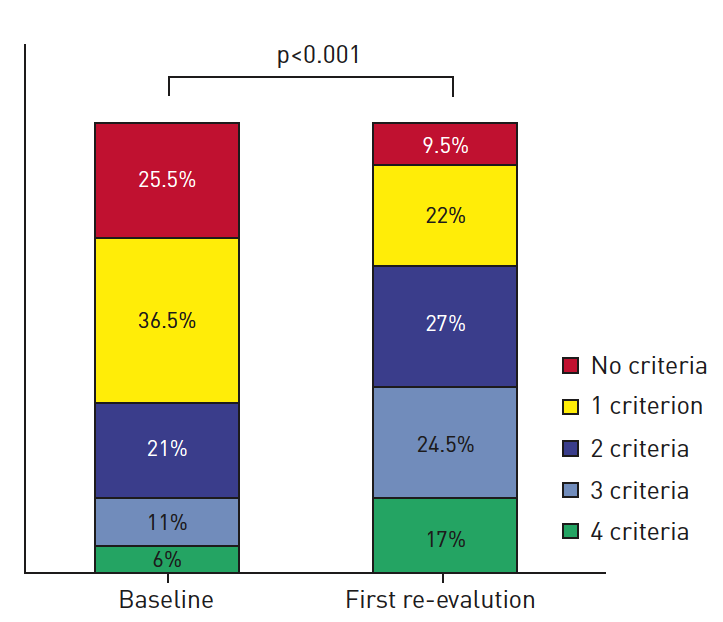 p<0.001
25.5%
36.5%
21%
11%
6%
9.5%
22%
27%
24.5%
17%
No criteria
1 criterion
2 criteria
3 criteria
4 criteria
Baseline
First re-evalution